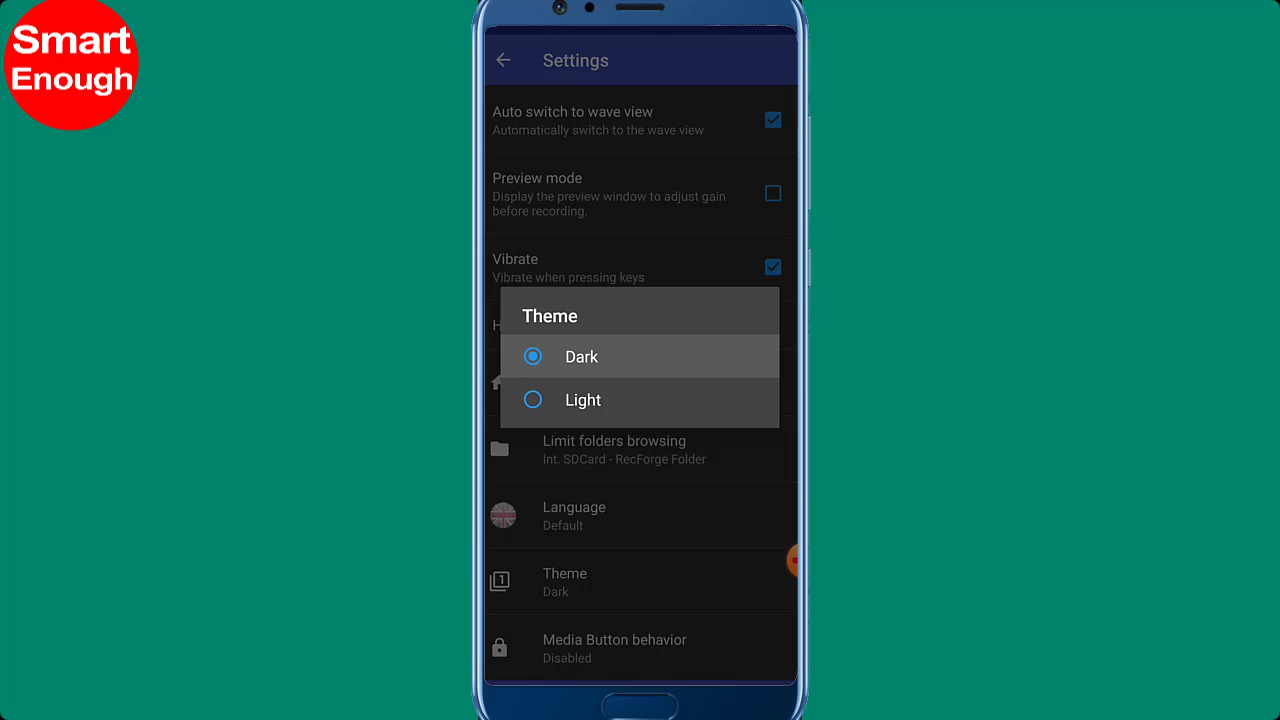 Smart
Enough
Settings
Auto switch to wave view
Automatically switch to the wave view
Preview mode
Display the preview window to adjust gain
before recording.
Vibrate
Vibrate when pressing keys
H
Theme
Dark
Light
Limit folders browsing
Int. SDCard - RecForge Folder
Language
Default
1
Theme
Dark
Media Button behavior
Disabled